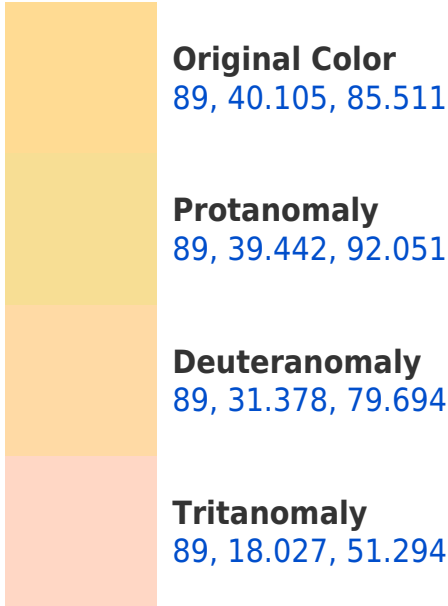 Original Color
89, 40.105, 85.511
Protanomaly
89, 39.442, 92.051
Deuteranomaly
89, 31.378, 79.694
Tritanomaly
89, 18.027, 51.294